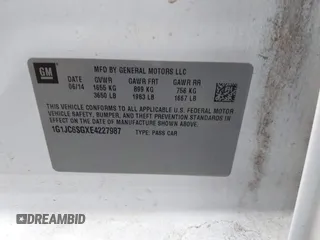 GM
MFD BY GENERAL MOTORS LLC
DATE GVWR GAWR FRT GAWR RR
06/14 1655 KG 899 KG 756 KG
3650 LB 1983 LB 1667 LB
THIS VEHICLE CONFORMS TO ALL APPLICABLE U.S. FEDERAL MOTOR
VEHICLE SAFETY, BUMPER, AND THEFT PREVENTION STANDARDS
IN EFFECT ON THE DATE OF MANUFACTURE SHOWN ABOVE.
1G1JC6SGXE4227987 TYPE: PASS CAR
DREAMBID